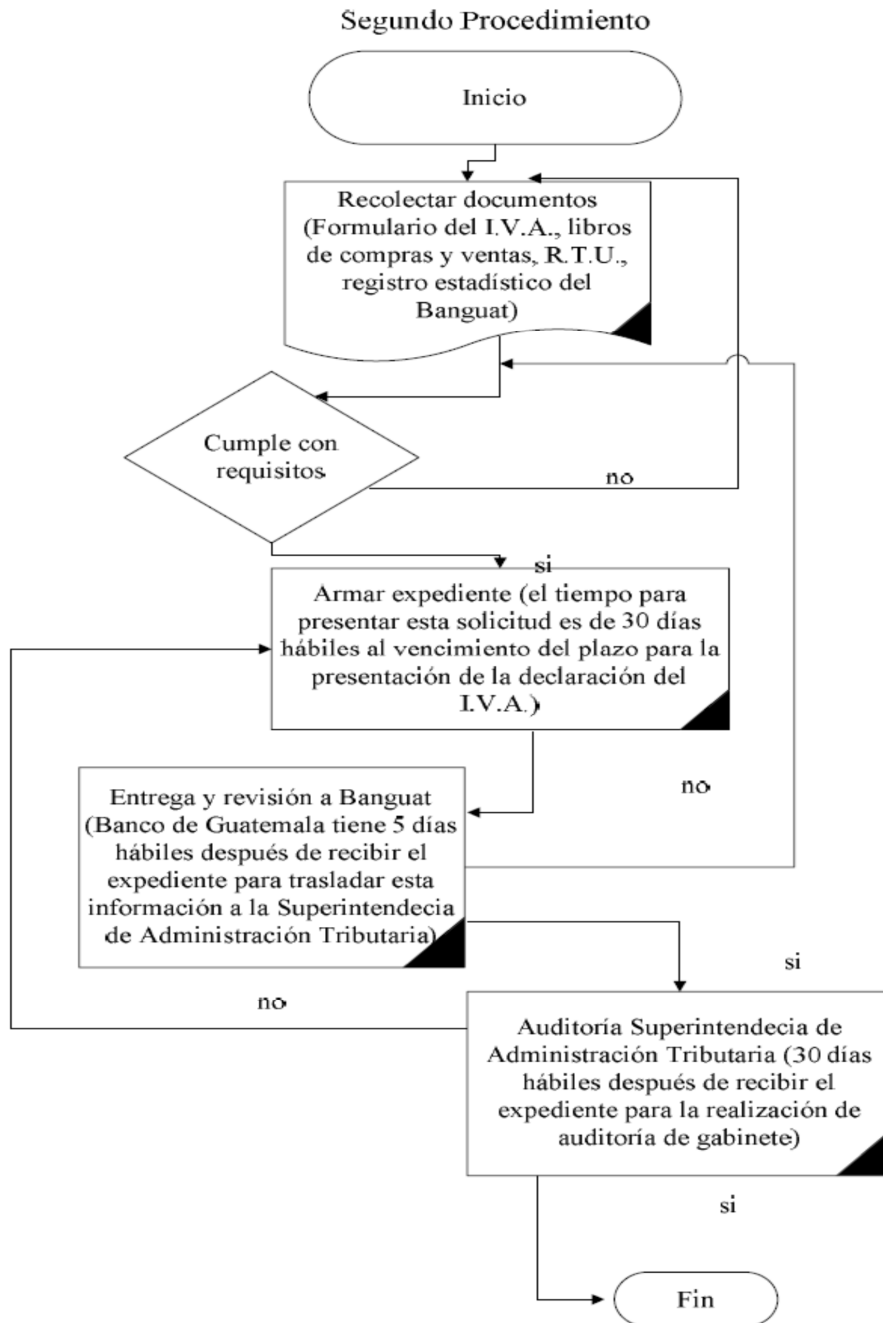 Segundo Procedimiento
Inicio
Recolectar documentos
(Formulario del I.V.A., libros
de compras y ventas, R.T.U.,
registro estadístico del
Banguat)
Cumple con
requisitos
no
si
Armar expediente (el tiempo para
presentar esta solicitud es de 30 días
hábiles al vencimiento del plazo para la
presentación de la declaración del
I.V.A.)
no
Entrega y revisión a Banguat
(Banco de Guatemala tiene 5 días
hábiles después de recibir el
expediente para trasladar esta
información a la Superintendecia
de Administración Tributaria)
si
no
Auditoría Superintendecia de
Administración Tributaria (30 días
hábiles después de recibir el
expediente para la realización de
auditoría de gabinete)
si
Fin